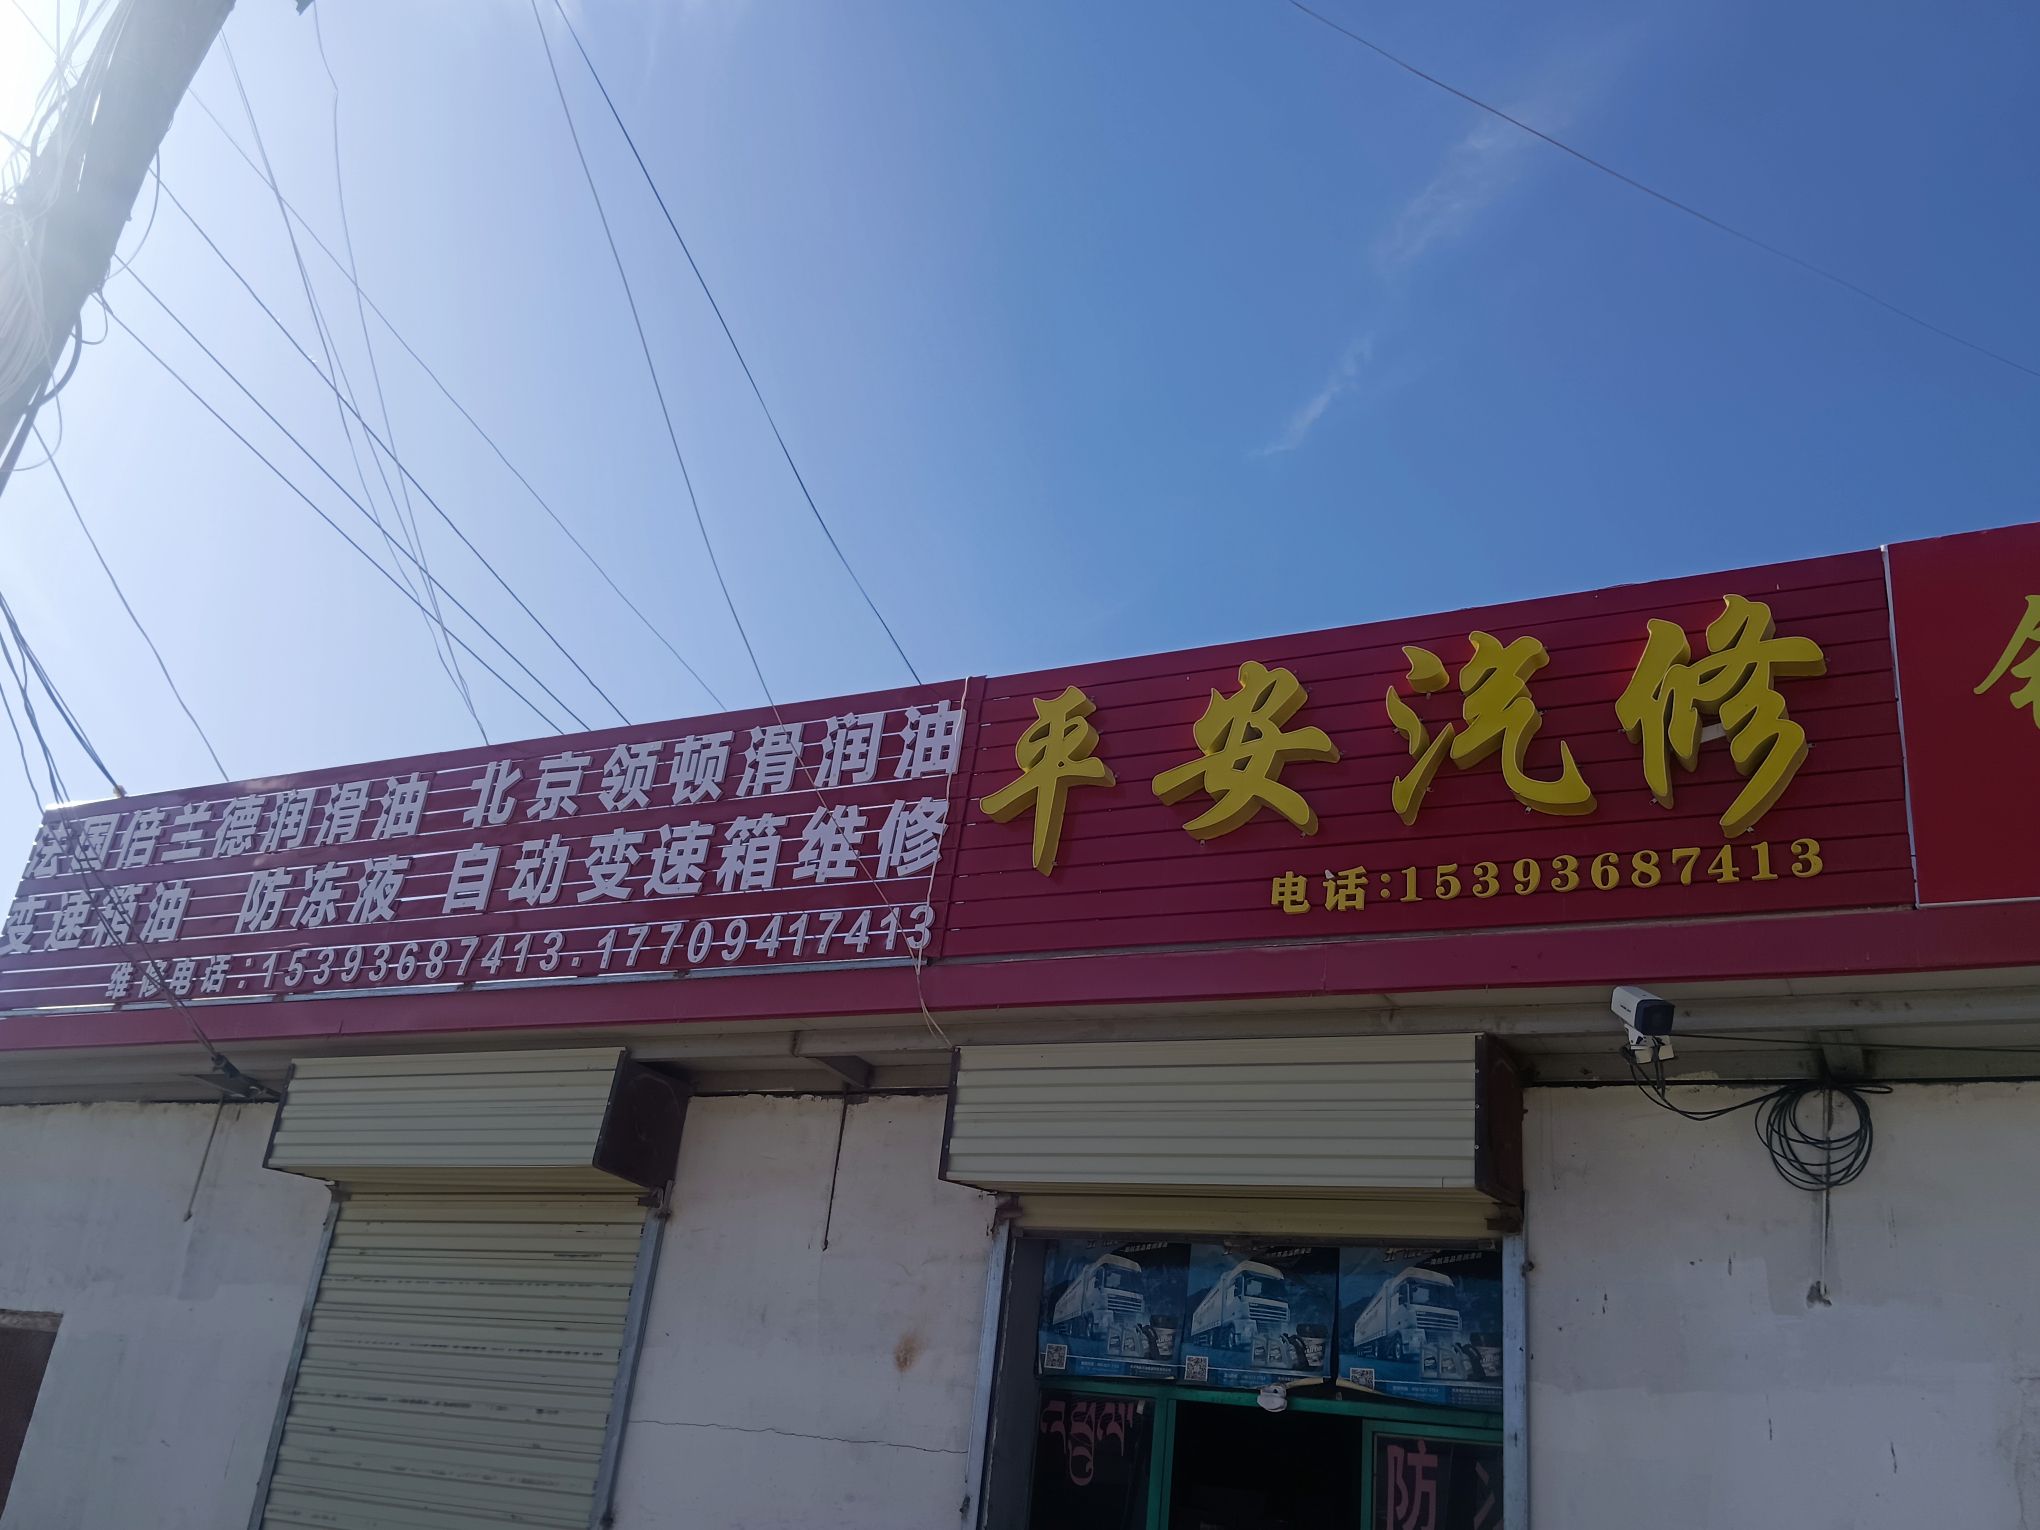 法国倍兰德润滑油 北京领顿滑润油
变速箱油 防冻液 自动变速箱维修
维修电话:15393687413.17709417413
平安汽修
电话:15393687413
防